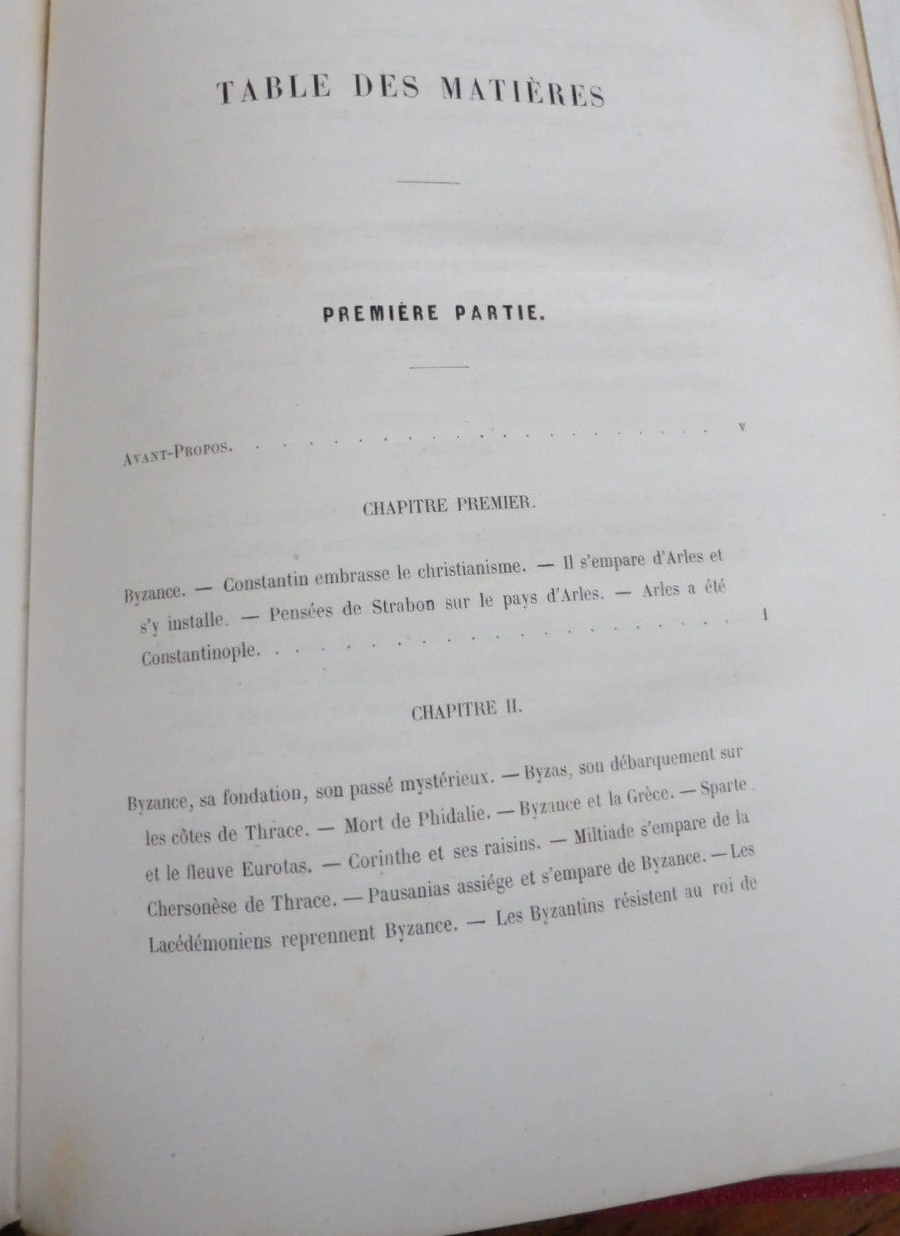 TABLE DES MATIÈRES
PREMIÈRE PARTIE.
AVANT-PROPOS. . . . . . . . . . . . . . . . . . . . V
CHAPITRE PREMIER.
Byzance. — Constantin embrasse le christianisme. — Il s'empare d'Arles et
s'y installe. — Pensées de Strabon sur le pays d'Arles. — Arles a été
Constantinople. . . . . . . . . . . . . . . . . . . . 1
CHAPITRE II.
Byzance, sa fondation, son passé mystérieux. — Byzas, son débarquement sur
les côtes de Thrace. — Mort de Phidalie. — Byzance et la Grèce. — Sparte
et le fleuve Eurotas. — Corinthe et ses raisins. — Miltiade s'empare de la
Chersonèse de Thrace. — Pausanias assiége et s'empare de Byzance. — Les
Lacédémoniens reprennent Byzance. — Les Byzantins résistent au roi de